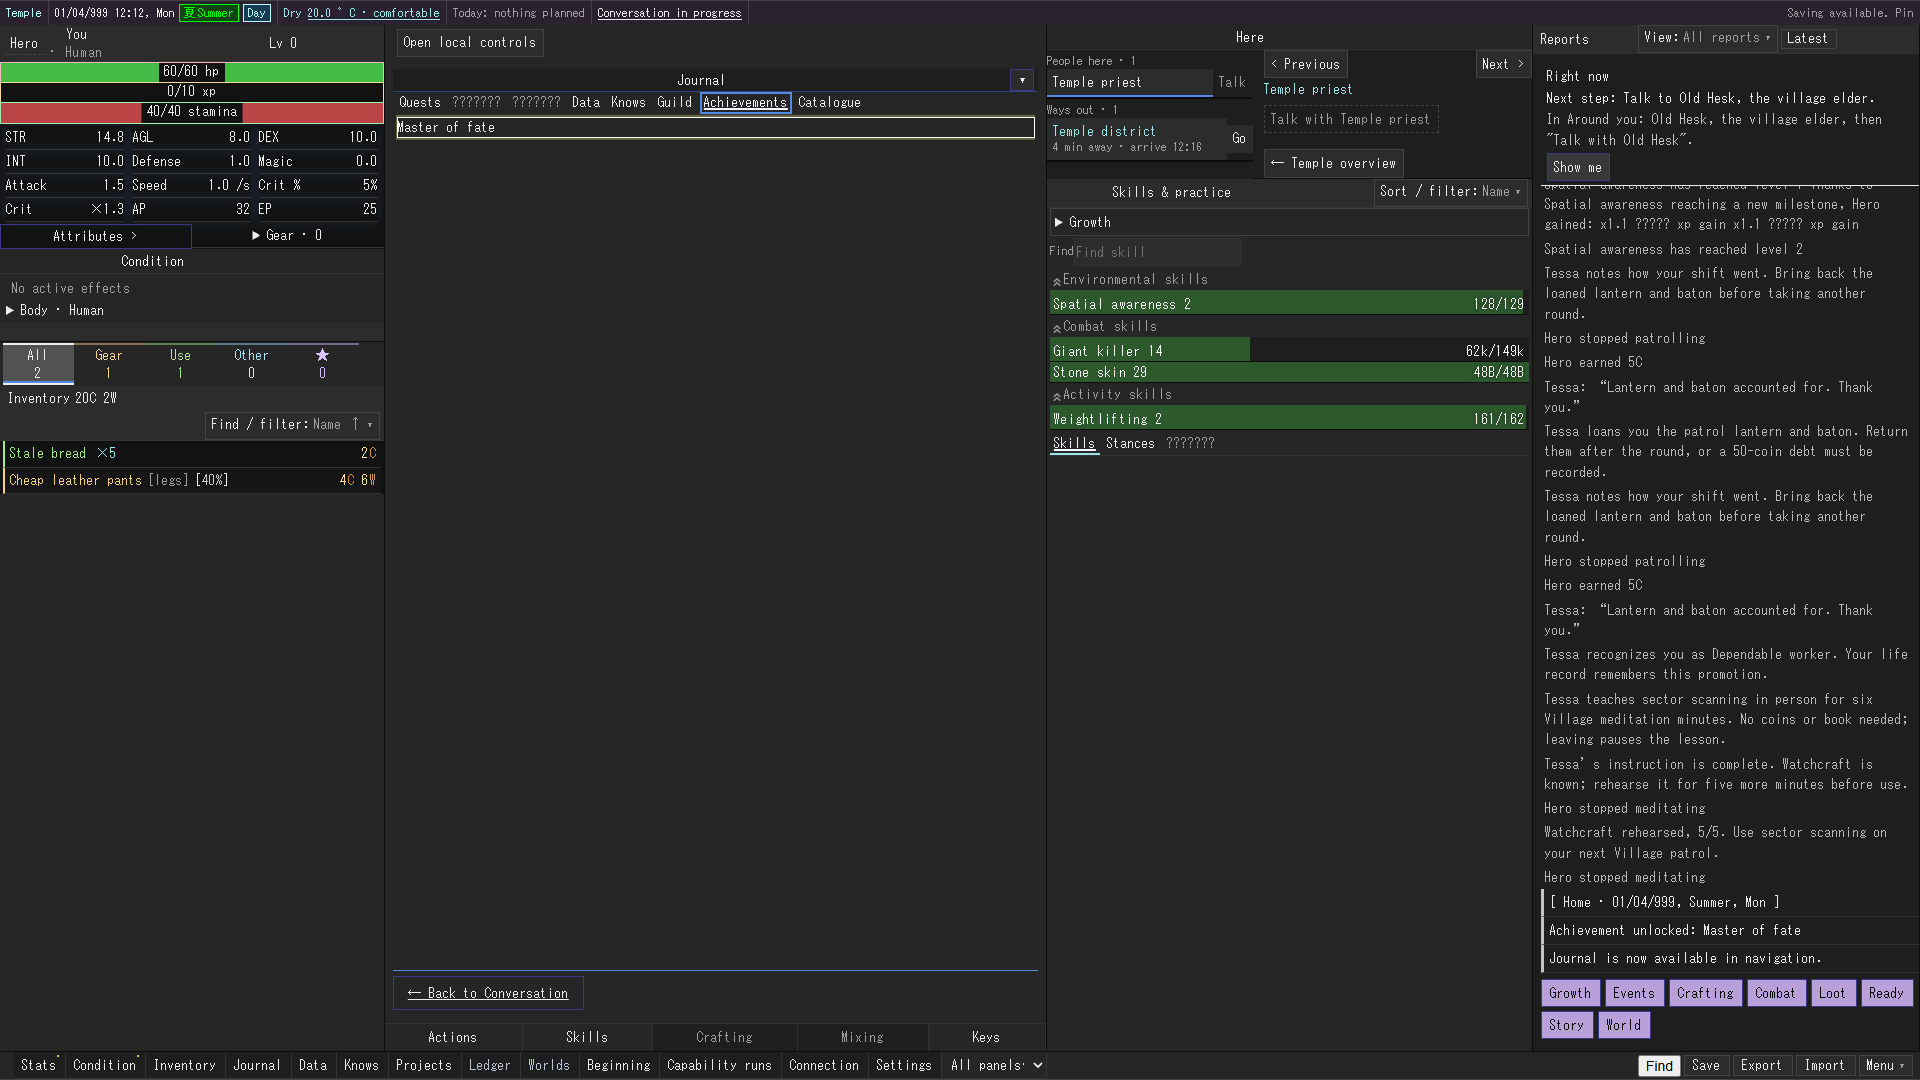 Temple 01/04/999 12:12, Mon 夏Summer Day Dry 20.0 °C · comfortable Today: nothing planned Conversation in progress Saving available. Pin
Hero · You Human Lv 0
60/60 hp
0/10 xp
40/40 stamina
STR 14.8 AGL 8.0 DEX 10.0
INT 10.0 Defense 1.0 Magic 0.0
Attack 1.5 Speed 1.0 /s Crit % 5%
Crit ×1.3 AP 32 EP 25
Attributes > ▶ Gear · 0
Condition
No active effects
▶ Body · Human
All Gear Use Other ★
2 1 1 0 0
Inventory 20C 2W
Find / filter: Name ↑ ▾
Stale bread ×5 2C
Cheap leather pants [legs] [40%] 4C 6W
Open local controls
Journal ▾
Quests ??????? ??????? Data Knows Guild Achievements Catalogue
Master of fate
← Back to Conversation
Actions Skills Crafting Mixing Keys
Here
People here · 1
Temple priest Talk
Ways out · 1
Temple district Go
4 min away · arrive 12:16
< Previous Next >
Temple priest
Talk with Temple priest
← Temple overview
Skills & practice Sort / filter: Name ▾
▶ Growth
Find Find skill
Environmental skills
Spatial awareness 2 128/129
Combat skills
Giant killer 14 62k/149k
Stone skin 29 48B/48B
Activity skills
Weightlifting 2 161/162
Skills Stances ???????
Reports View: All reports ▾ Latest
Right now
Next step: Talk to Old Hesk, the village elder.
In Around you: Old Hesk, the village elder, then
"Talk with Old Hesk".
Show me
Spatial awareness has reached level 1 Thanks to
Spatial awareness reaching a new milestone, Hero
gained: x1.1 ????? xp gain x1.1 ????? xp gain
Spatial awareness has reached level 2
Tessa notes how your shift went. Bring back the
loaned lantern and baton before taking another
round.
Hero stopped patrolling
Hero earned 5C
Tessa: “Lantern and baton accounted for. Thank
you.”
Tessa loans you the patrol lantern and baton. Return
them after the round, or a 50-coin debt must be
recorded.
Tessa notes how your shift went. Bring back the
loaned lantern and baton before taking another
round.
Hero stopped patrolling
Hero earned 5C
Tessa: “Lantern and baton accounted for. Thank
you.”
Tessa recognizes you as Dependable worker. Your life
record remembers this promotion.
Tessa teaches sector scanning in person for six
Village meditation minutes. No coins or book needed;
leaving pauses the lesson.
Tessa’s instruction is complete. Watchcraft is
known; rehearse it for five more minutes before use.
Hero stopped meditating
Watchcraft rehearsed, 5/5. Use sector scanning on
your next Village patrol.
Hero stopped meditating
[ Home · 01/04/999, Summer, Mon ]
Achievement unlocked: Master of fate
Journal is now available in navigation.
Growth Events Crafting Combat Loot Ready
Story World
Stats Condition Inventory Journal Data Knows Projects Ledger Worlds Beginning Capability runs Connection Settings All panels Find Save Export Import Menu ▾